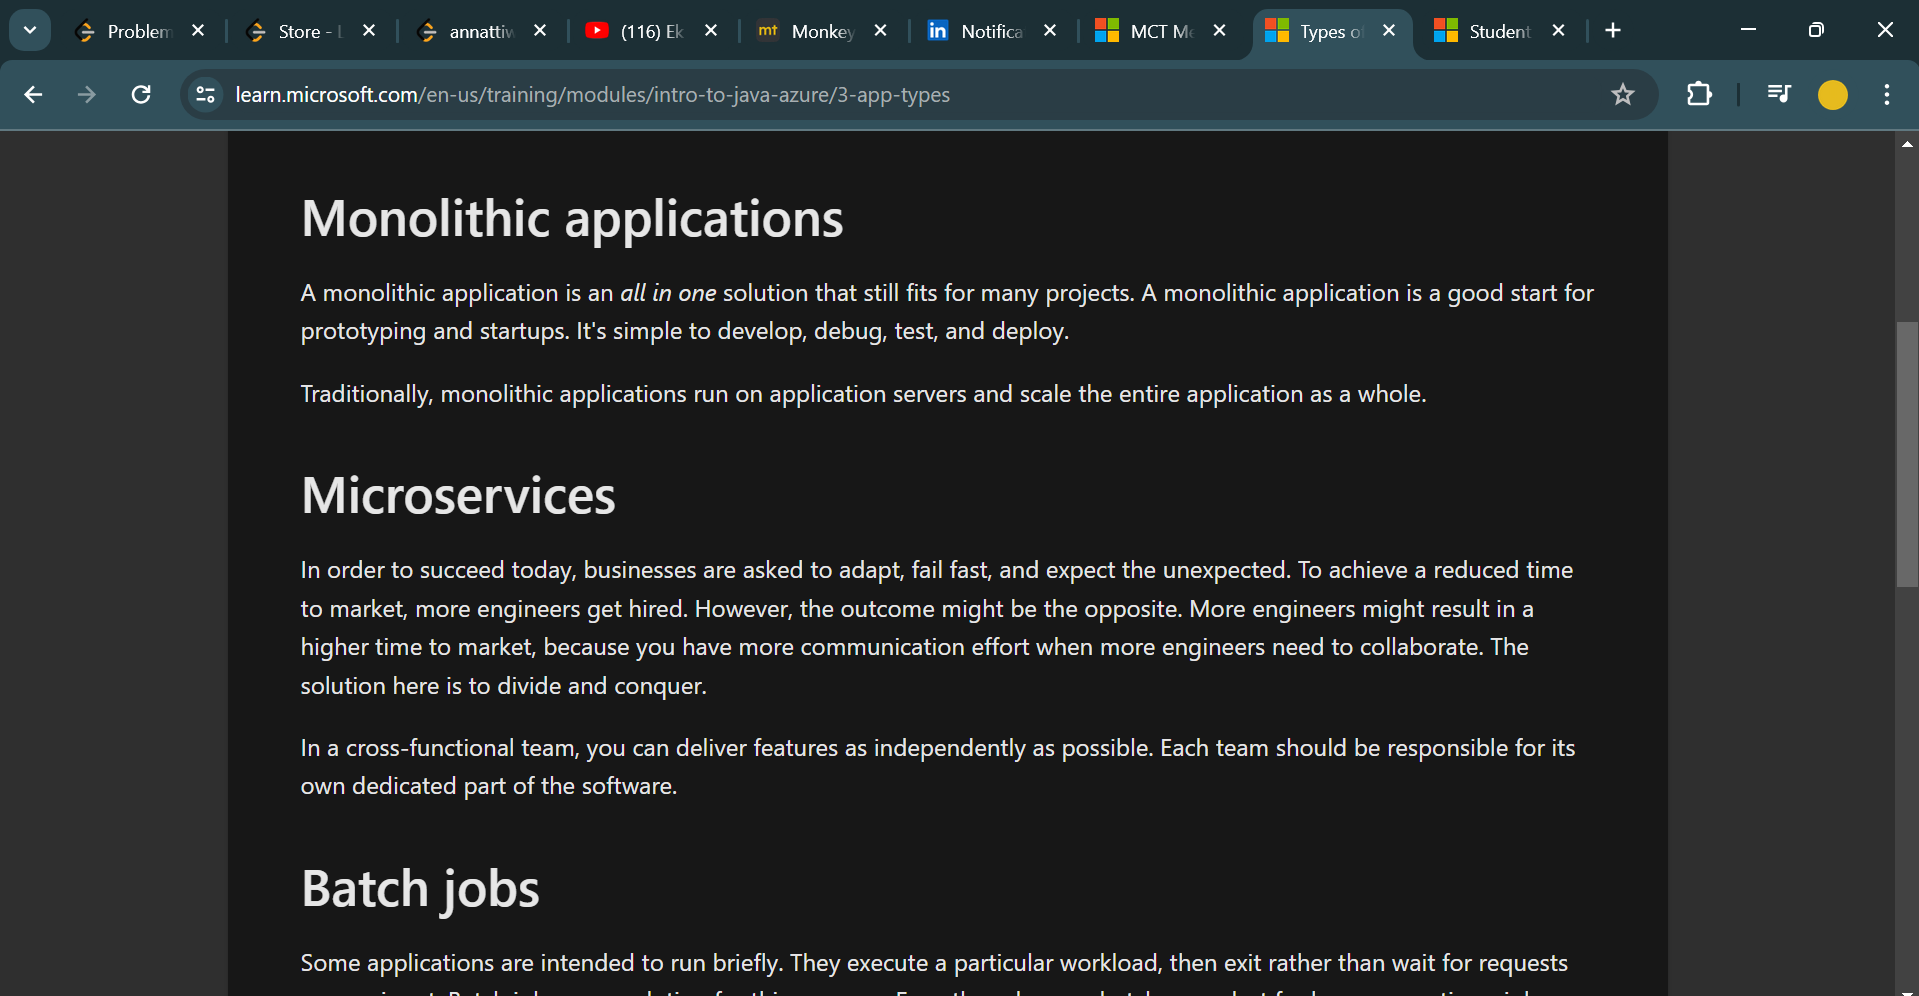 Problem
Store - L
annattiw
(116) Ek
mt Monkey
in Notifica
MCT Me
Types of
Student
learn.microsoft.com/en-us/training/modules/intro-to-java-azure/3-app-types
Monolithic applications
A monolithic application is an all in one solution that still fits for many projects. A monolithic application is a good start for
prototyping and startups. It's simple to develop, debug, test, and deploy.
Traditionally, monolithic applications run on application servers and scale the entire application as a whole.
Microservices
In order to succeed today, businesses are asked to adapt, fail fast, and expect the unexpected. To achieve a reduced time
to market, more engineers get hired. However, the outcome might be the opposite. More engineers might result in a
higher time to market, because you have more communication effort when more engineers need to collaborate. The
solution here is to divide and conquer.
In a cross-functional team, you can deliver features as independently as possible. Each team should be responsible for its
own dedicated part of the software.
Batch jobs
Some applications are intended to run briefly. They execute a particular workload, then exit rather than wait for requests